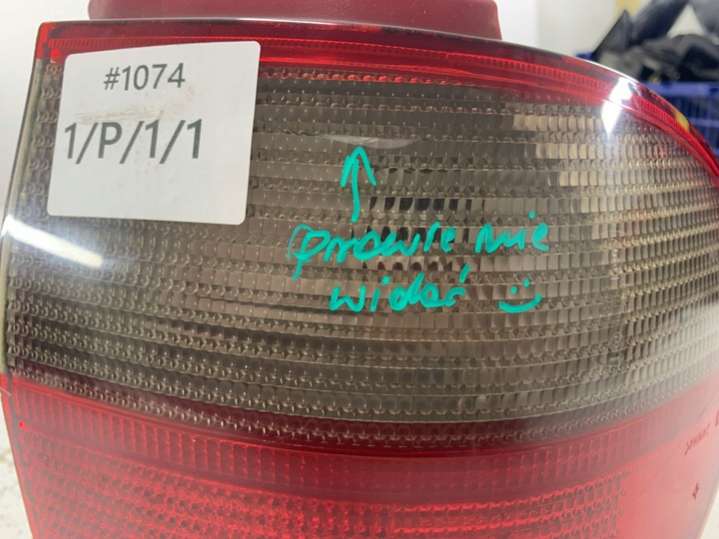 #1074
1/P/1/1
prawie nie
widać :)